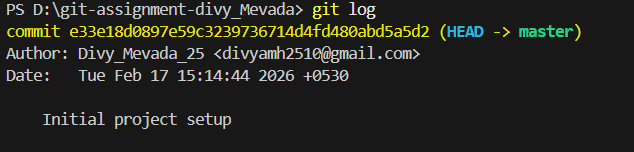 PS D:\git-assignment-divy_Mevada> git log
commit e33e18d0897e59c3239736714d4fd480abd5a5d2 (HEAD -> master)
Author: Divy_Mevada_25 <divyamh2510@gmail.com>
Date:   Tue Feb 17 15:14:44 2026 +0530
    Initial project setup